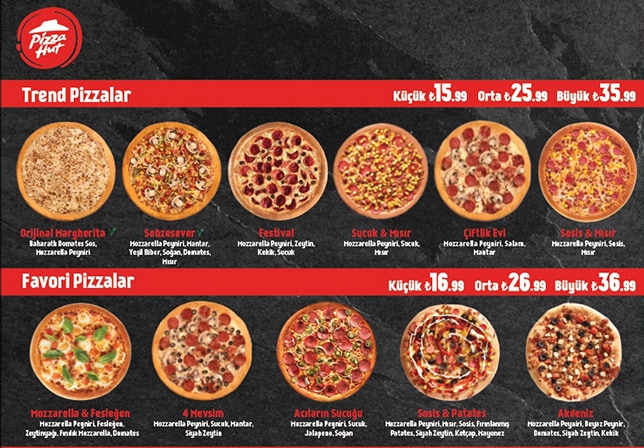 Pizza
Hut
Trend Pizzalar
Küçük ₺15.99 Orta ₺25.99 Büyük ₺35.99
Orijinal Margherita
Baharatlı Domates Sos,
Mozzarella Peyniri
Sebzesever
Mozzarella Peyniri, Mantar,
Yeşil Biber, Soğan, Domates,
Mısır
Festival
Mozzarella Peyniri, Zeytin,
Kekik, Sucuk
Sucuk & Mısır
Mozzarella Peyniri, Sucuk,
Mısır
Çiftlik Evi
Mozzarella Peyniri, Salam,
Mantar
Sosis & Mısır
Mozzarella Peyniri, Sosis,
Mısır
Favori Pizzalar
Küçük ₺16.99 Orta ₺26.99 Büyük ₺36.99
Mozzarella & Fesleğen
Mozzarella Peyniri, Fesleğen,
Zeytinyağı, Fındık Mozzarella, Domates
4 Mevsim
Mozzarella Peyniri, Sucuk, Mantar,
Siyah Zeytin
Acıların Sucuğu
Mozzarella Peyniri, Sucuk,
Jalapeno, Soğan
Sosis & Patates
Mozzarella Peyniri, Mısır, Sosis, Fırınlanmış
Patates, Siyah Zeytin, Ketçap, Mayonez
Akdeniz
Mozzarella Peyniri, Beyaz Peynir,
Domates, Siyah Zeytin, Kekik